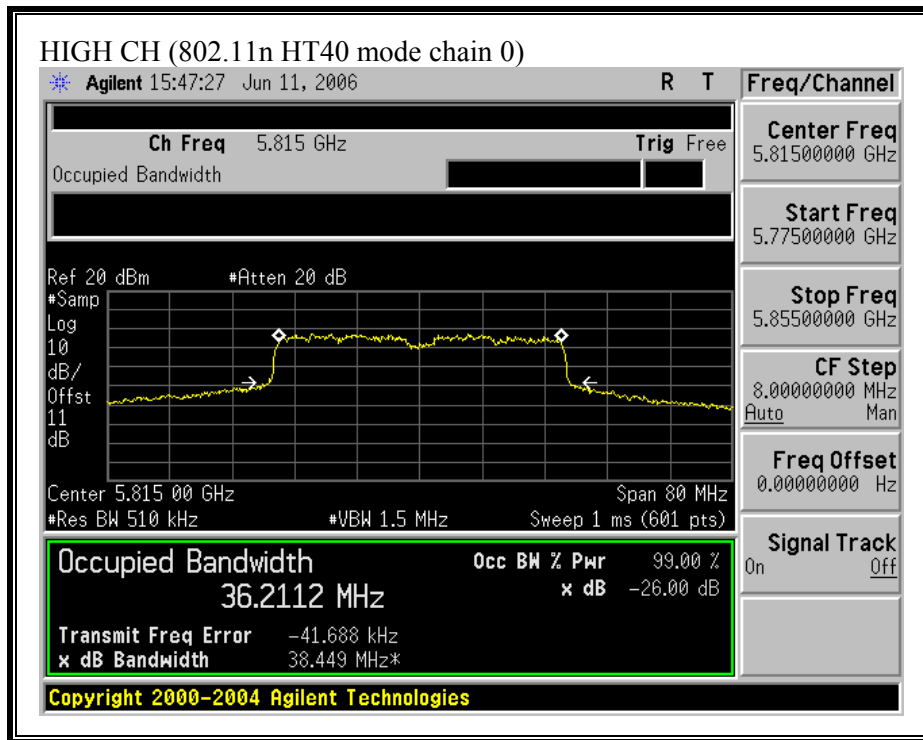 HIGH CH (802.11n HT40 mode chain 0)
Agilent 15:47:27 Jun 11, 2006 R T
Freq/Channel
Ch Freq 5.815 GHz Trig Free
Occupied Bandwidth
Center Freq
5.81500000 GHz
Start Freq
5.77500000 GHz
Stop Freq
5.85500000 GHz
CF Step
8.00000000 MHz
Auto Man
Freq Offset
0.00000000 Hz
Signal Track
On Off
Ref 20 dBm #Atten 20 dB
#Samp
Log
10
dB/
Offst
11
dB
Center 5.815 00 GHz Span 80 MHz
#Res BW 510 kHz #VBW 1.5 MHz Sweep 1 ms (601 pts)
Occupied Bandwidth Occ BW % Pwr 99.00 %
36.2112 MHz x dB -26.00 dB
Transmit Freq Error -41.688 kHz
x dB Bandwidth 38.449 MHz*
Copyright 2000-2004 Agilent Technologies